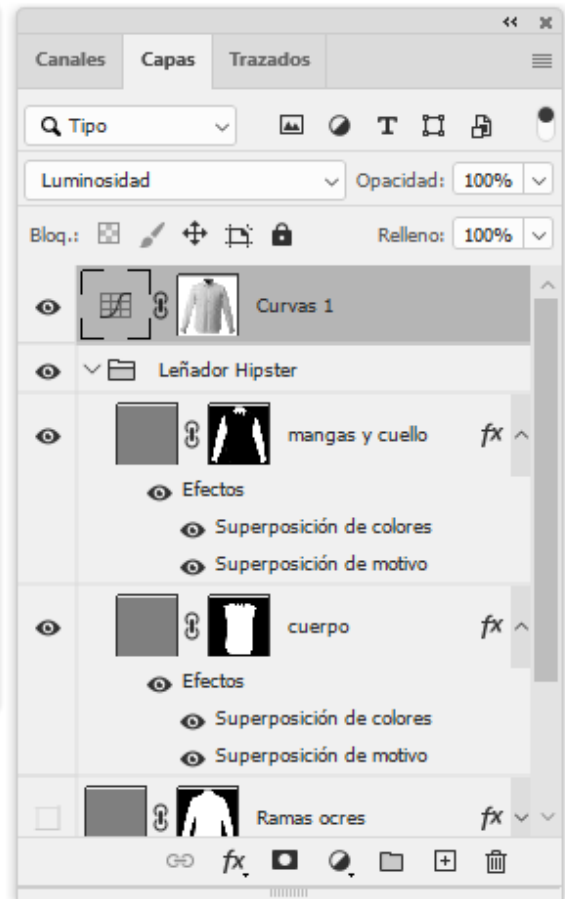 Canales Capas Trazados
Tipo
Luminosidad Opacidad: 100%
Bloq.: Relleno: 100%
Curvas 1
Leñador Hipster
mangas y cuello fx
Efectos
Superposición de colores
Superposición de motivo
cuerpo fx
Efectos
Superposición de colores
Superposición de motivo
Ramas ocres fx
fx